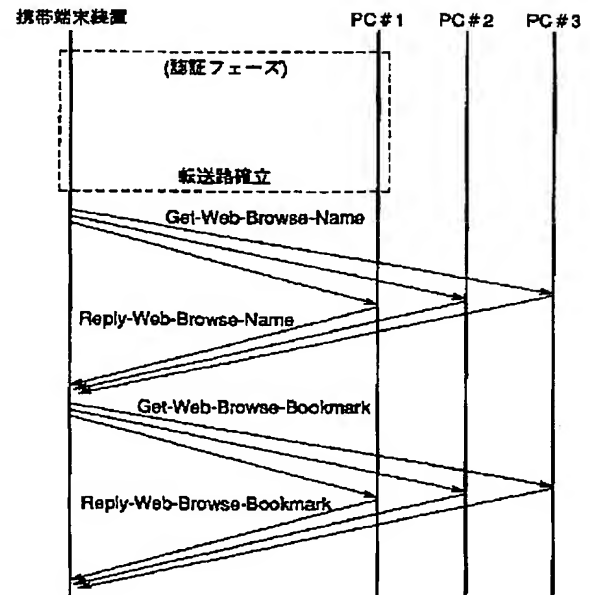 携帯端末装置
PC#1
PC#2
PC#3
(認証フェーズ)
転送路確立
Get-Web-Browse-Name
Reply-Web-Browse-Name
Get-Web-Browse-Bookmark
Reply-Web-Browse-Bookmark